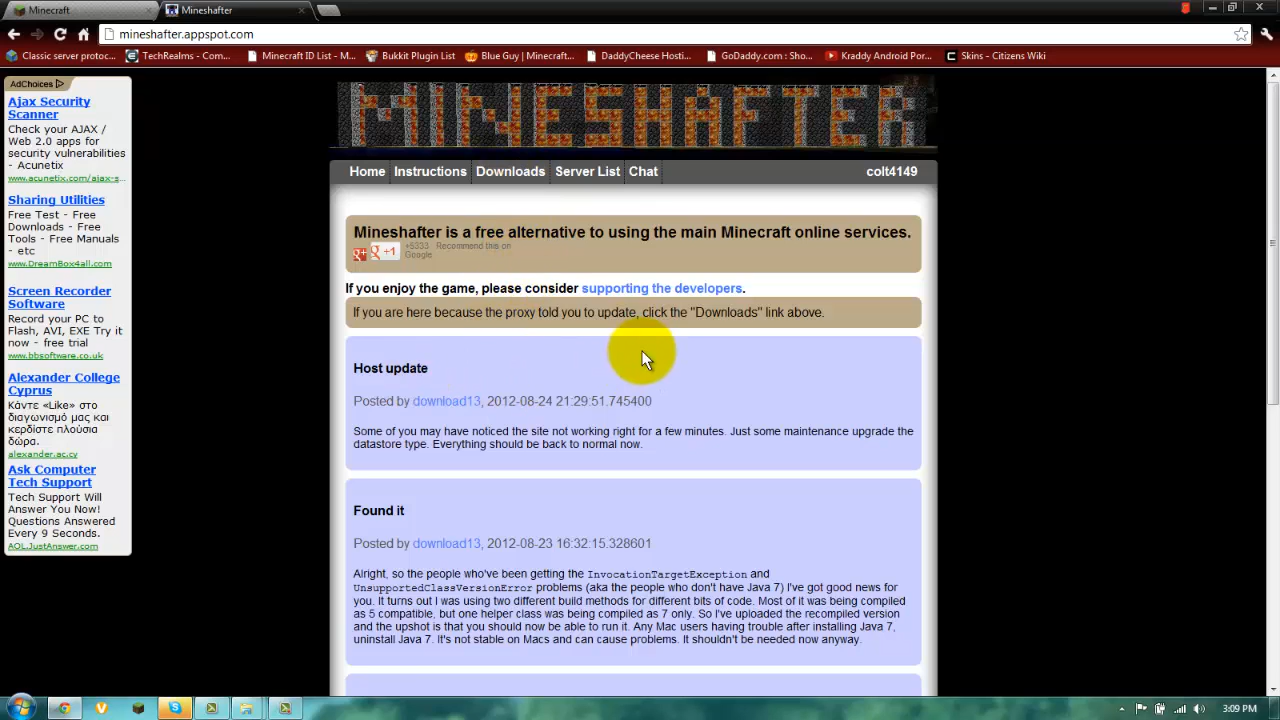 Minecraft
Mineshafter
mineshafter.appspot.com
Classic server protoc...
TechRealms - Com...
Minecraft ID List - M...
Bukkit Plugin List
Blue Guy | Minecraft...
DaddyCheese Hosti...
GoDaddy.com : Sho...
Kraddy Android Por...
Skins - Citizens Wiki
AdChoices
Ajax Security
Scanner
Check your AJAX /
Web 2.0 apps for
security vulnerabilities
- Acunetix
www.acunetix.com/ajax-s...
Sharing Utilities
Free Test - Free
Downloads - Free
Tools - Free Manuals
- etc
www.DreamBox4all.com
Screen Recorder
Software
Record your PC to
Flash, AVI, EXE Try it
now - free trial
www.bbsoftware.co.uk
Alexander College
Cyprus
Κάντε «Like» στο
διαγωνισμό μας και
κερδίστε πλούσια
δώρα.
alexander.ac.cy
Ask Computer
Tech Support
Tech Support Will
Answer You Now!
Questions Answered
Every 9 Seconds.
AOL.JustAnswer.com
MINESHAFTER
Home Instructions Downloads Server List Chat colt4149
Mineshafter is a free alternative to using the main Minecraft online services.
+1 +5333 Recommend this on
Google
If you enjoy the game, please consider supporting the developers.
If you are here because the proxy told you to update, click the "Downloads" link above.
Host update
Posted by download13, 2012-08-24 21:29:51.745400
Some of you may have noticed the site not working right for a few minutes. Just some maintenance upgrade the
datastore type. Everything should be back to normal now.
Found it
Posted by download13, 2012-08-23 16:32:15.328601
Alright, so the people who've been getting the InvocationTargetException and
UnsupportedClassVersionError problems (aka the people who don't have Java 7) I've got good news for
you. It turns out I was using two different build methods for different bits of code. Most of it was being compiled
as 5 compatible, but one helper class was being compiled as 7 only. So I've uploaded the recompiled version
and the upshot is that you should now be able to run it. Any Mac users having trouble after installing Java 7,
uninstall Java 7. It's not stable on Macs and can cause problems. It shouldn't be needed now anyway.
3:09 PM